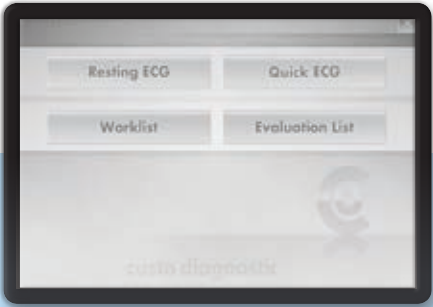 Resting ECG Quick ECG
Worklist Evaluation List
custo diagnostic